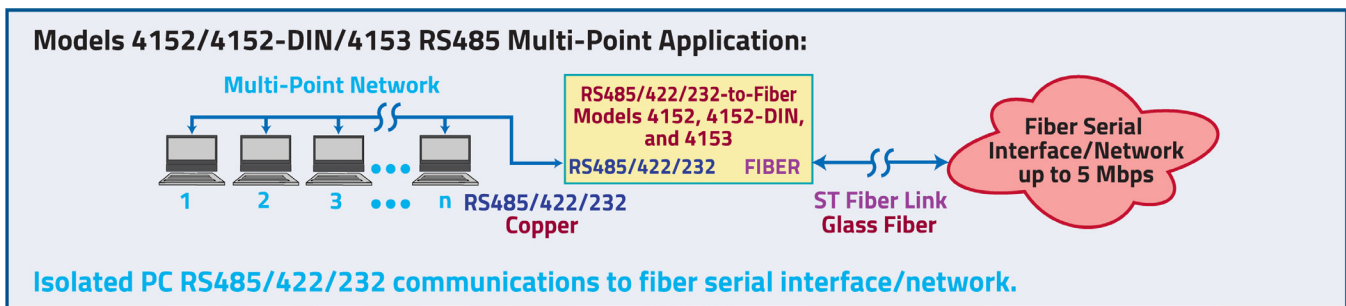 Models 4152/4152-DIN/4153 RS485 Multi-Point Application:
Multi-Point Network
1 2 3 ••• n
RS485/422/232
Copper
RS485/422/232-to-Fiber
Models 4152, 4152-DIN,
and 4153
RS485/422/232 FIBER
ST Fiber Link
Glass Fiber
Fiber Serial
Interface/Network
up to 5 Mbps
Isolated PC RS485/422/232 communications to fiber serial interface/network.